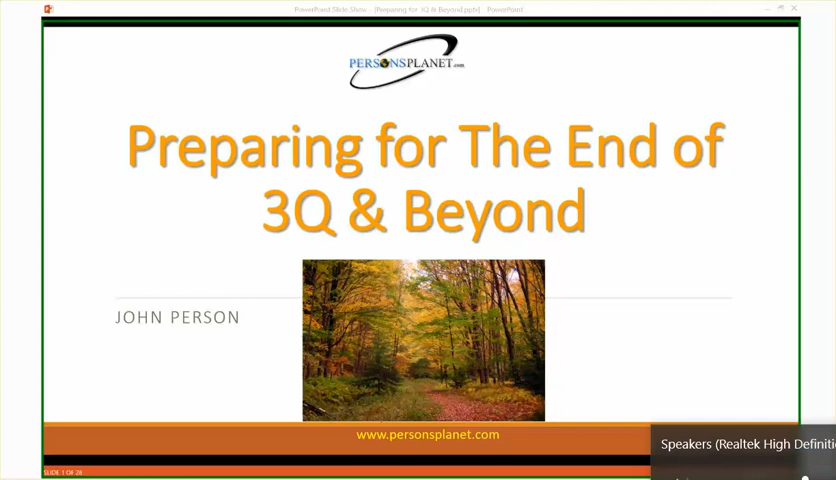 PowerPoint Slide Show - [Preparing for 3Q & Beyond.pptx] - PowerPoint
PERSONSPLANET.com
Preparing for The End of
3Q & Beyond
JOHN PERSON
www.personsplanet.com
Speakers (Realtek High Definiti
SLIDE 1 OF 28